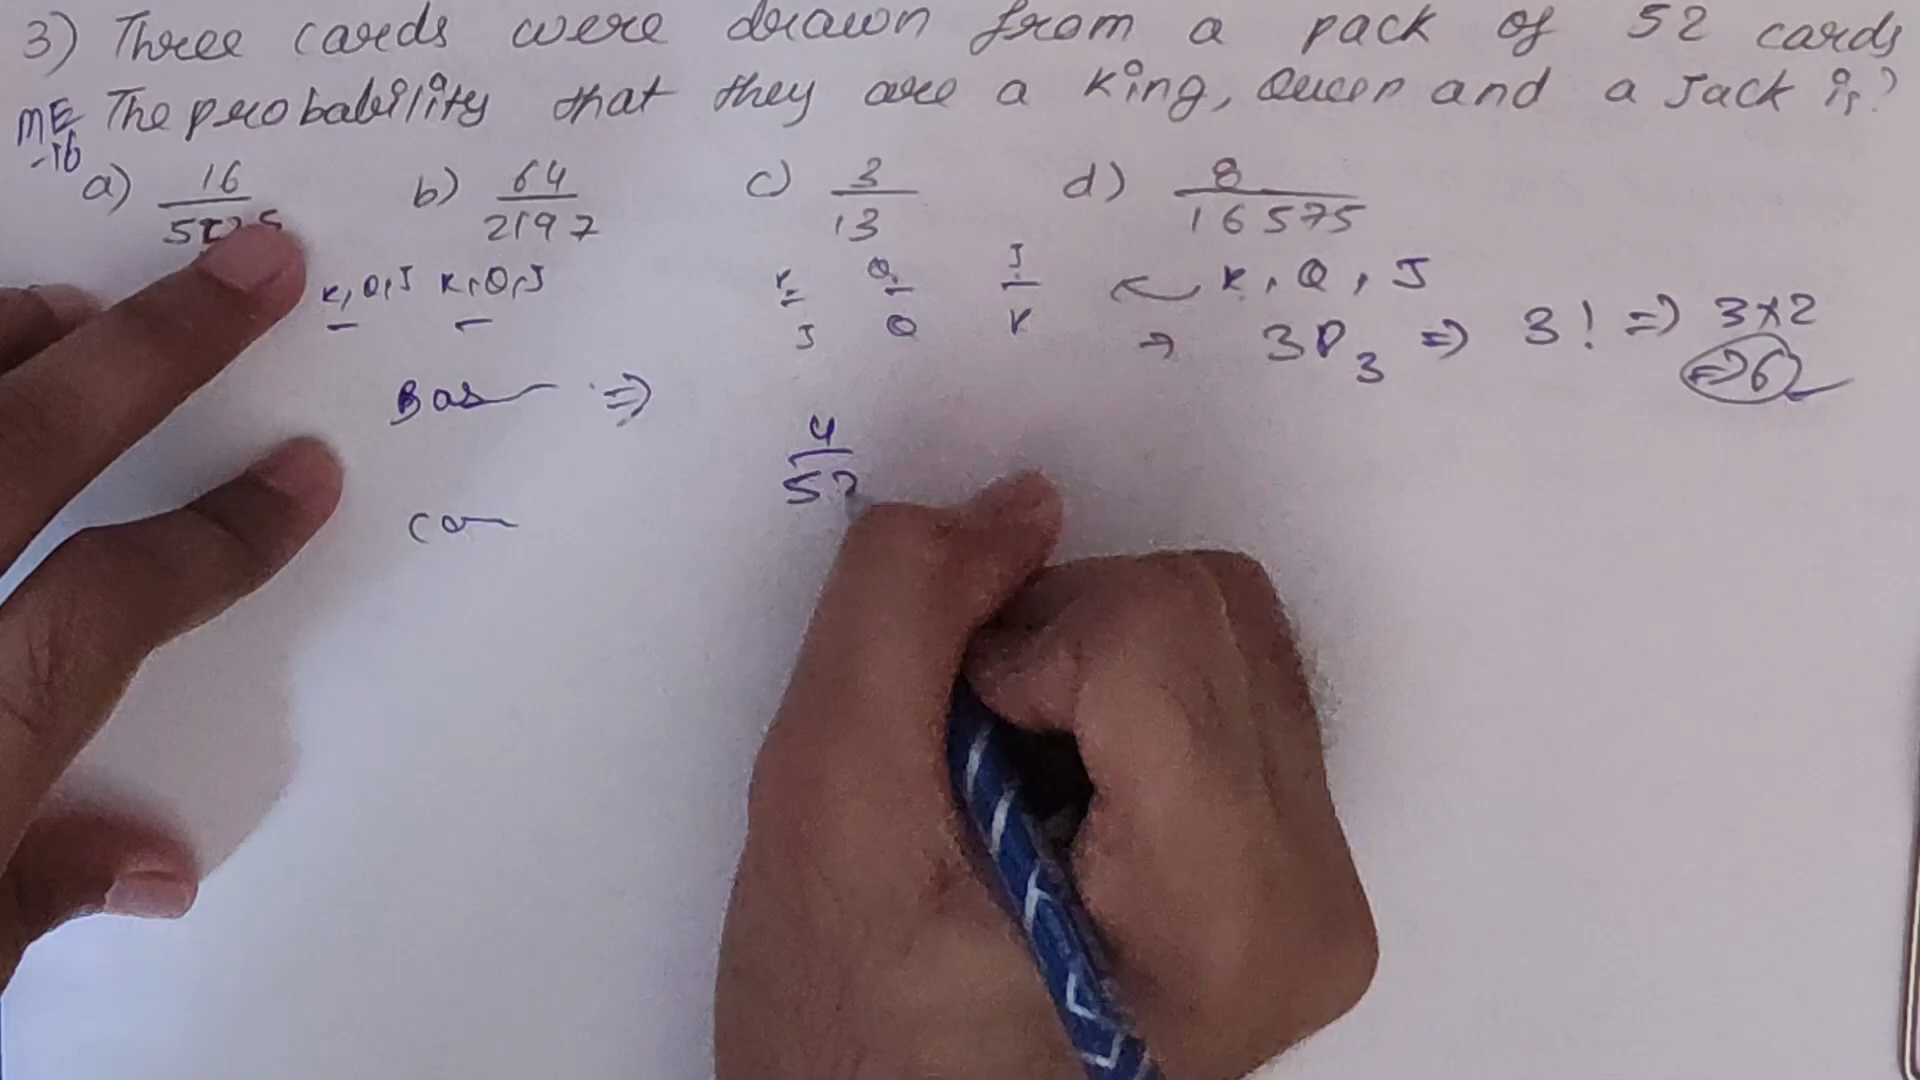 3) Three cards were drawn from a pack of 52 cards
ME -16 The probability that they are a King, Queen and a Jack is?
a) 16/5525 b) 64/2197 c) 3/13 d) 8/16575
K, Q, J K, Q, J K Q J ← K, Q, J
J Q K → 3P3 ⇒ 3! ⇒ 3×2
⇒ 6
Bas ⇒
4/52
Com